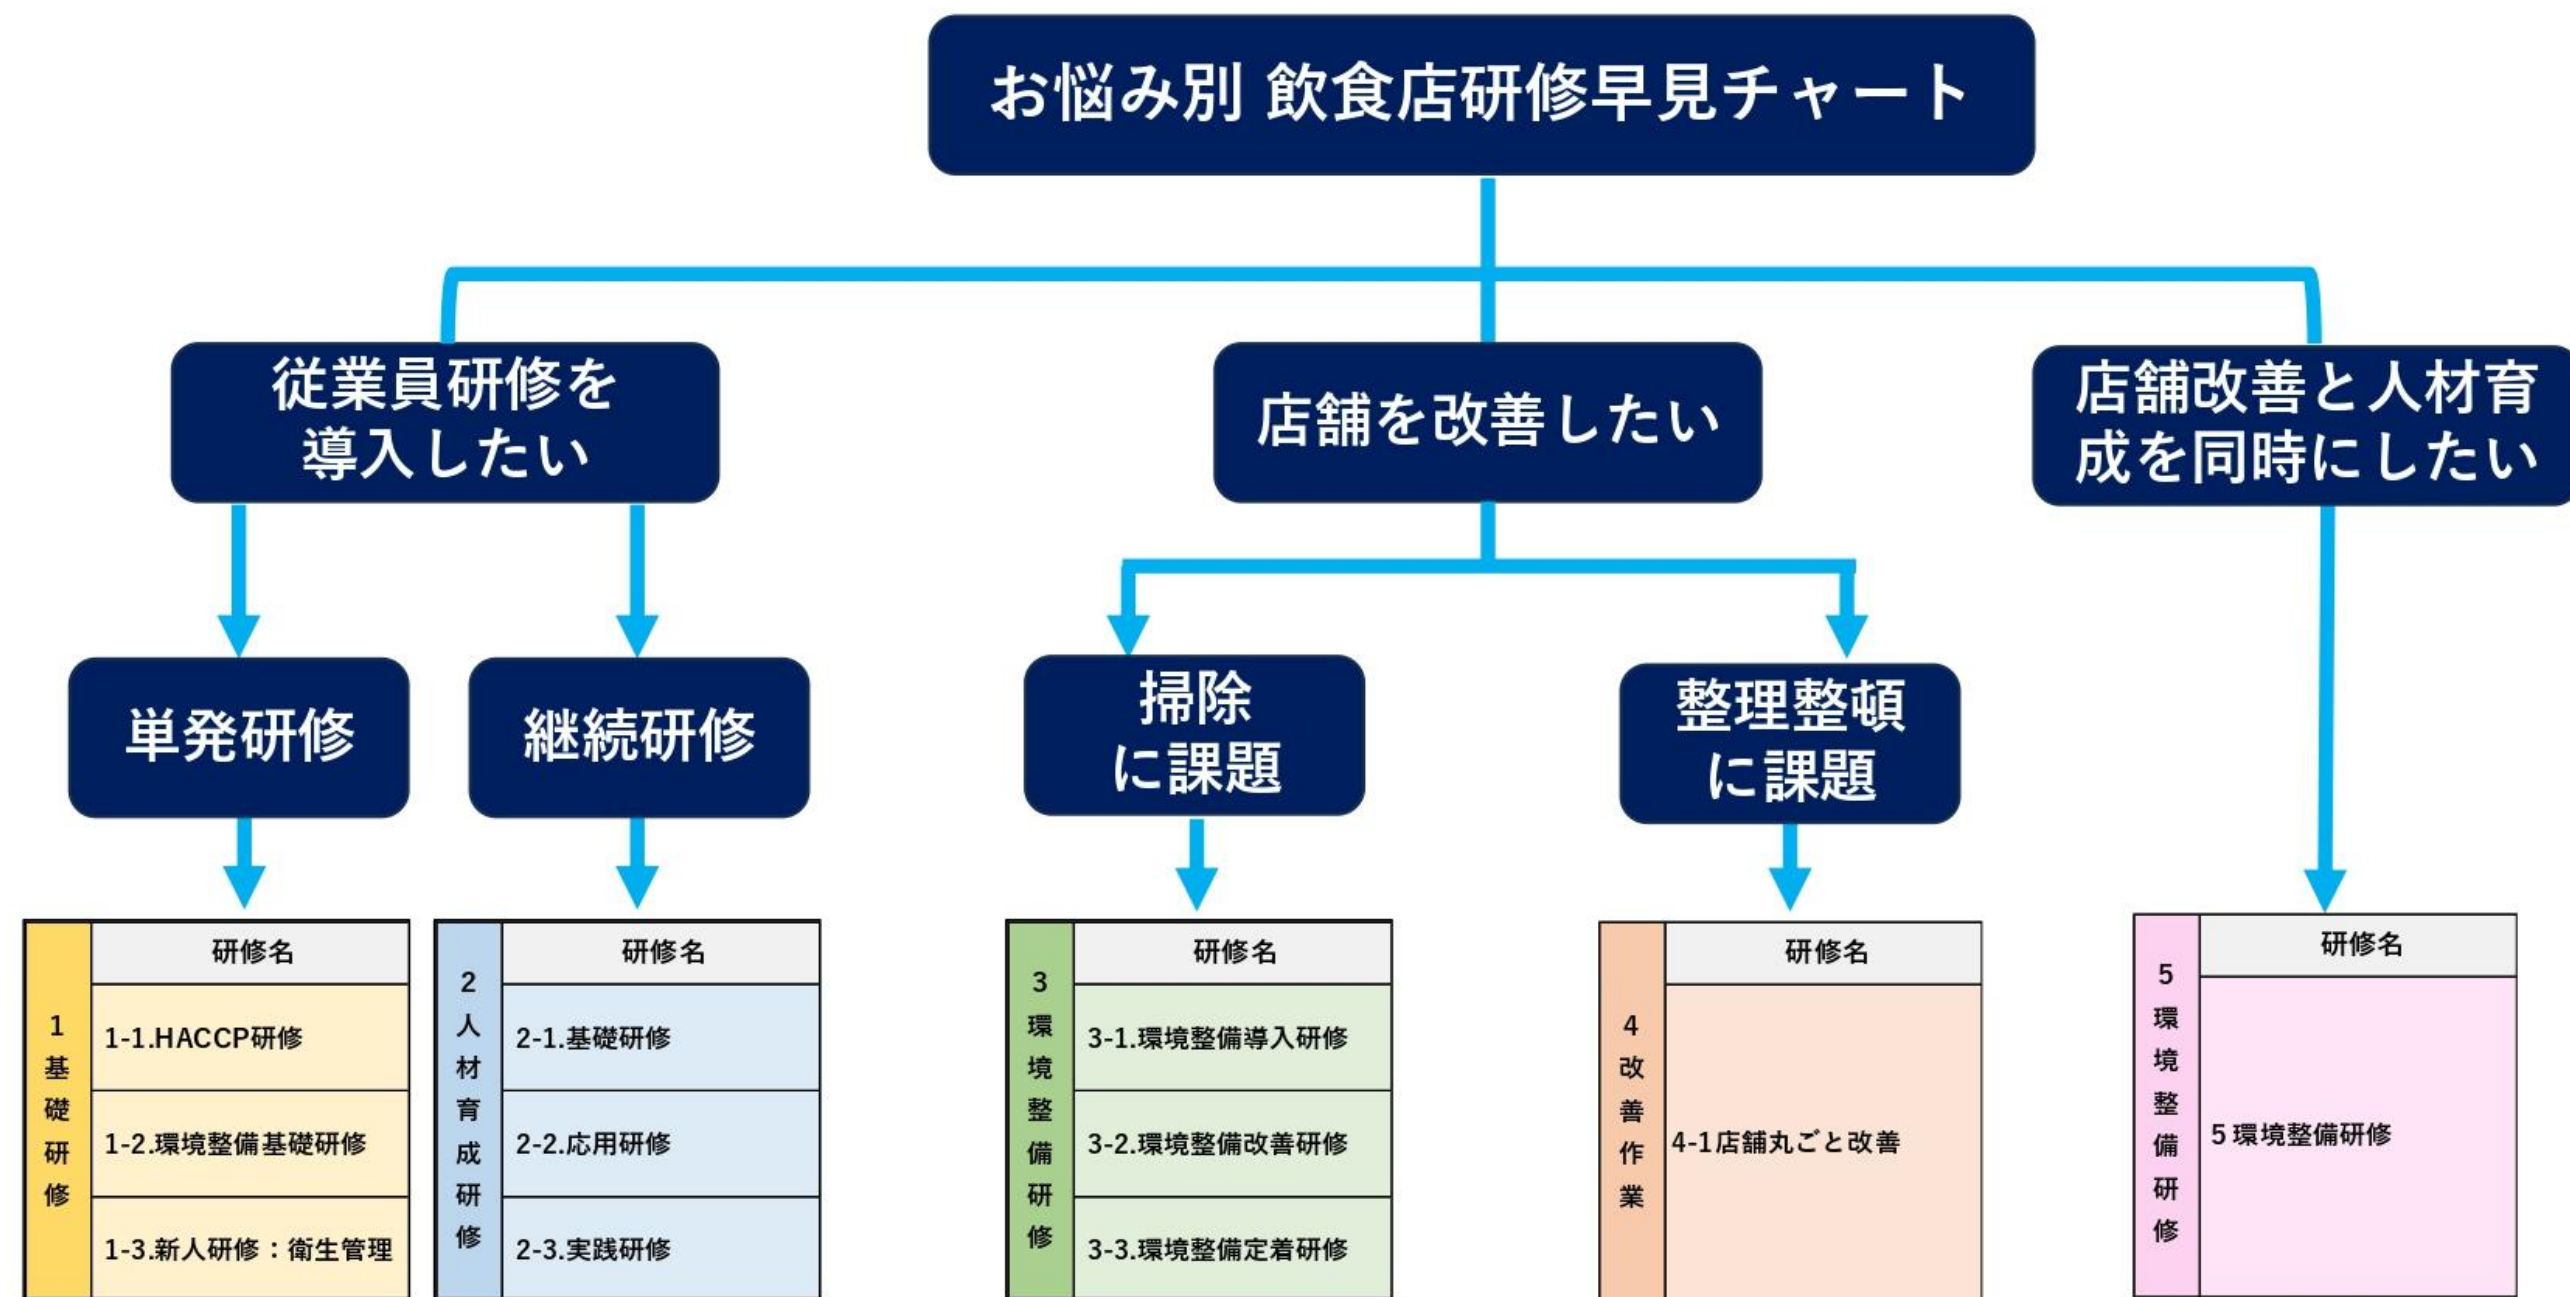 お悩み別 飲食店研修早見チャート
従業員研修を
導入したい
店舗を改善したい
店舗改善と人材育
成を同時にしたい
単発研修
継続研修
掃除
に課題
整理整頓
に課題
1基礎研修
研修名
1-1.HACCP研修
1-2.環境整備基礎研修
1-3.新人研修：衛生管理
2人材育成研修
研修名
2-1.基礎研修
2-2.応用研修
2-3.実践研修
3環境整備研修
研修名
3-1.環境整備導入研修
3-2.環境整備改善研修
3-3.環境整備定着研修
4改善作業
研修名
4-1店舗丸ごと改善
5環境整備研修
研修名
5環境整備研修